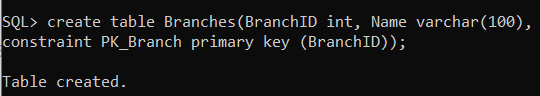 SQL> create table Branches(BranchID int, Name varchar(100),
constraint PK_Branch primary key (BranchID));
Table created.